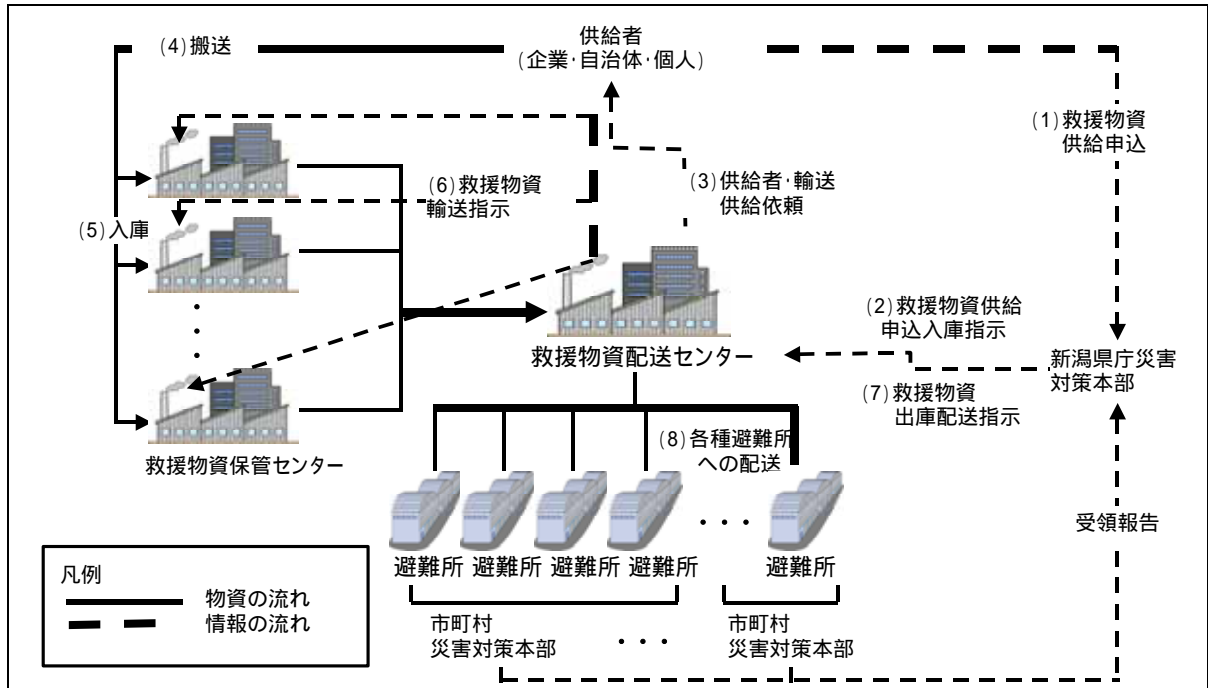 (4)搬送
供給者
(企業･自治体･個人)
(1)救援物資
供給申込
(3)供給者･輸送
供給依頼
(6)救援物資
輸送指示
(5)入庫
(2)救援物資供給
申込入庫指示
救援物資配送センター
新潟県庁災害
対策本部
(7)救援物資
出庫配送指示
救援物資保管センター
(8)各種避難所
への配送
･･･
受領報告
避難所 避難所 避難所 避難所 避難所
凡例
物資の流れ
情報の流れ
市町村
災害対策本部
･･･
市町村
災害対策本部